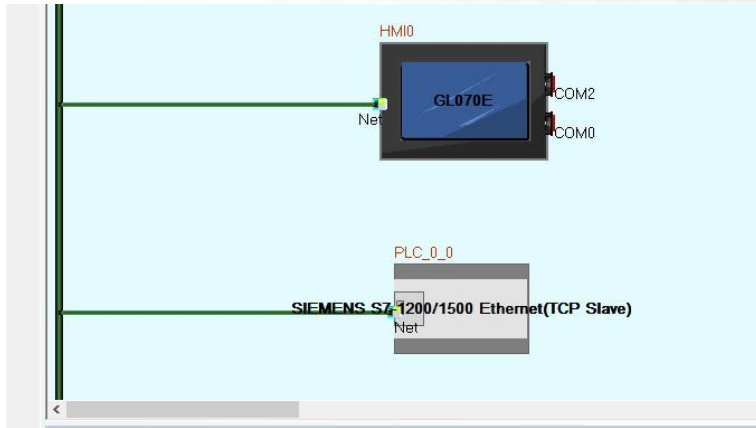 HMI0
GL070E
COM2
Net
COM0
PLC_0_0
SIEMENS S7-1200/1500 Ethernet(TCP Slave)
Net